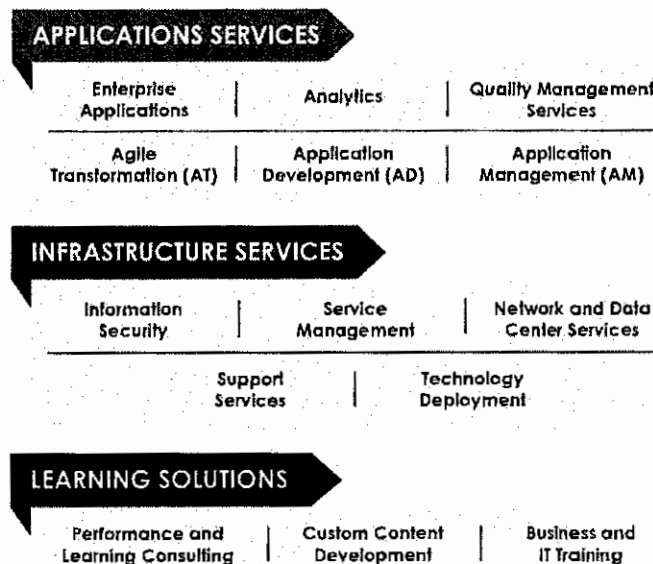 APPLICATIONS SERVICES
Enterprise Applications | Analytics | Quality Management Services
Agile Transformation (AT) | Application Development (AD) | Application Management (AM)
INFRASTRUCTURE SERVICES
Information Security | Service Management | Network and Data Center Services
Support Services | Technology Deployment
LEARNING SOLUTIONS
Performance and Learning Consulting | Custom Content Development | Business and IT Training